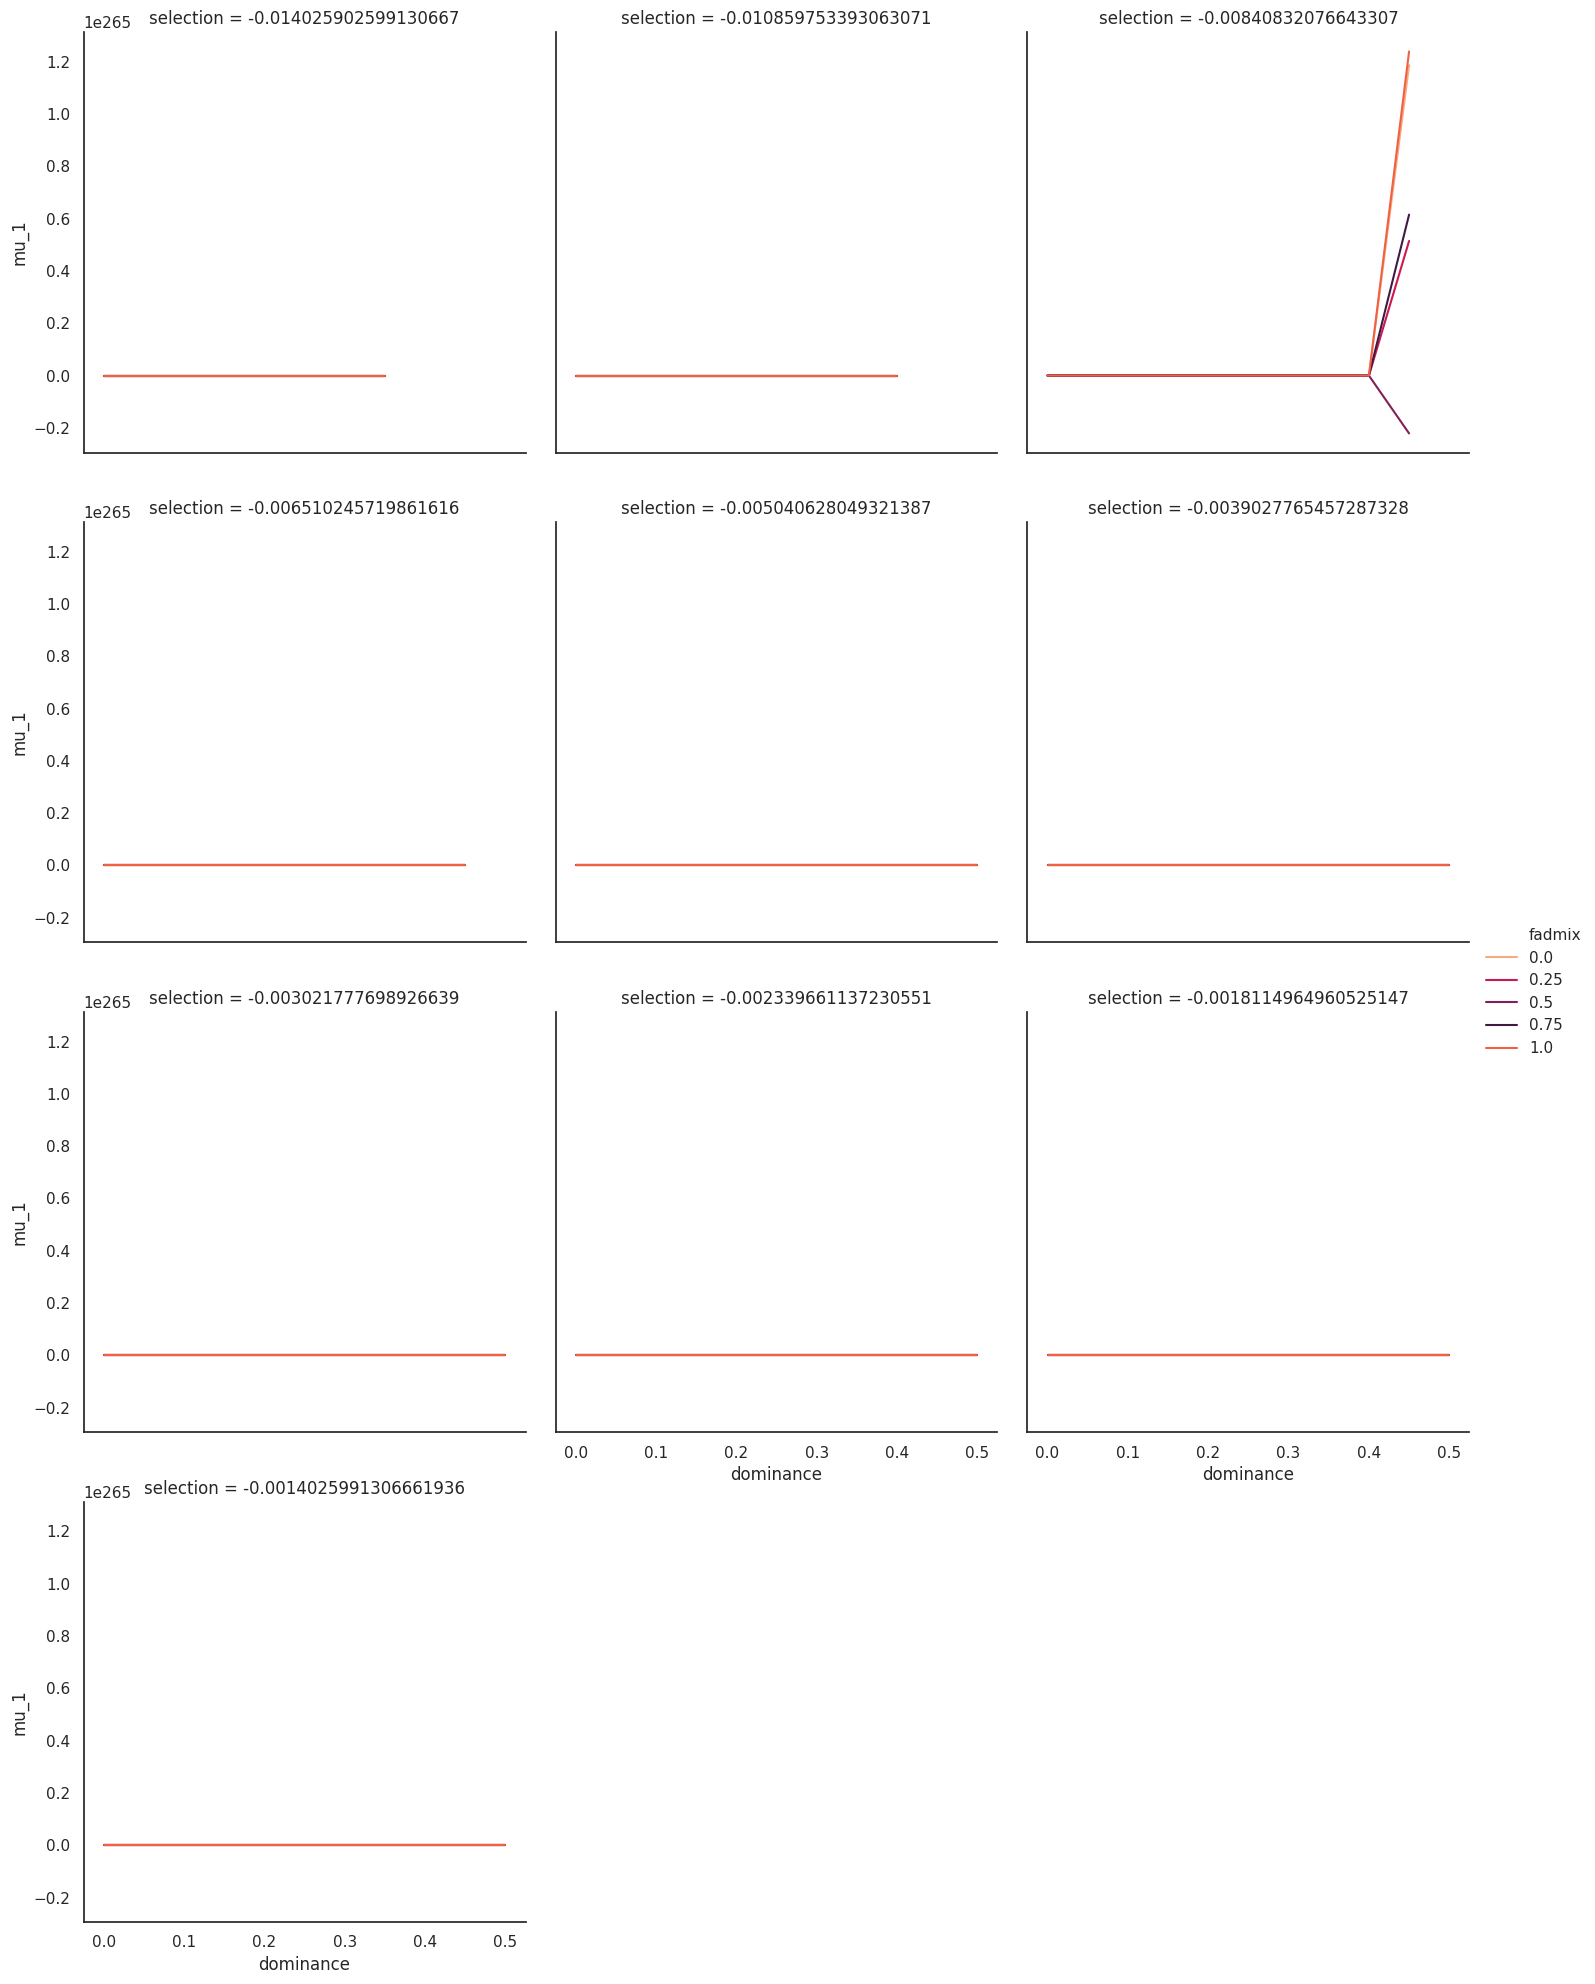 1e265
selection = -0.014025902599130667
selection = -0.010859753393063071
selection = -0.00840832076643307
1.2
1.0
0.8
0.6
0.4
0.2
0.0
−0.2
mu_1
1e265
selection = -0.006510245719861616
selection = -0.005040628049321387
selection = -0.0039027765457287328
1.2
1.0
0.8
0.6
0.4
0.2
0.0
−0.2
mu_1
fadmix
0.0
0.25
0.5
0.75
1.0
1e265
selection = -0.003021777698926639
selection = -0.002339661137230551
selection = -0.0018114964960525147
1.2
1.0
0.8
0.6
0.4
0.2
0.0
−0.2
mu_1
0.0 0.1 0.2 0.3 0.4 0.5
dominance
0.0 0.1 0.2 0.3 0.4 0.5
dominance
1e265
selection = -0.0014025991306661936
1.2
1.0
0.8
0.6
0.4
0.2
0.0
−0.2
mu_1
0.0 0.1 0.2 0.3 0.4 0.5
dominance